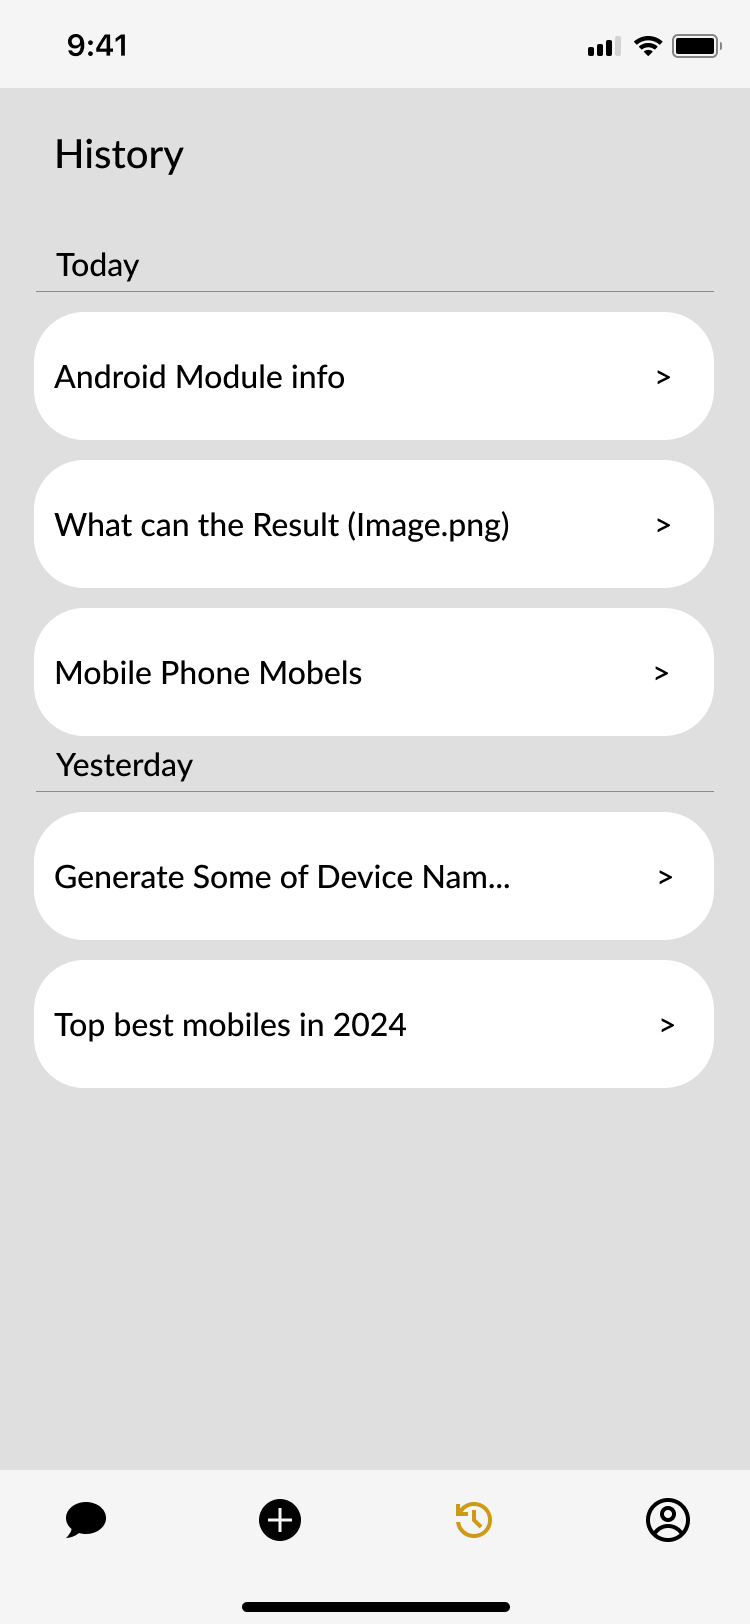 9:41
History
Today
Android Module info >
What can the Result (Image.png) >
Mobile Phone Mobels >
Yesterday
Generate Some of Device Nam... >
Top best mobiles in 2024 >